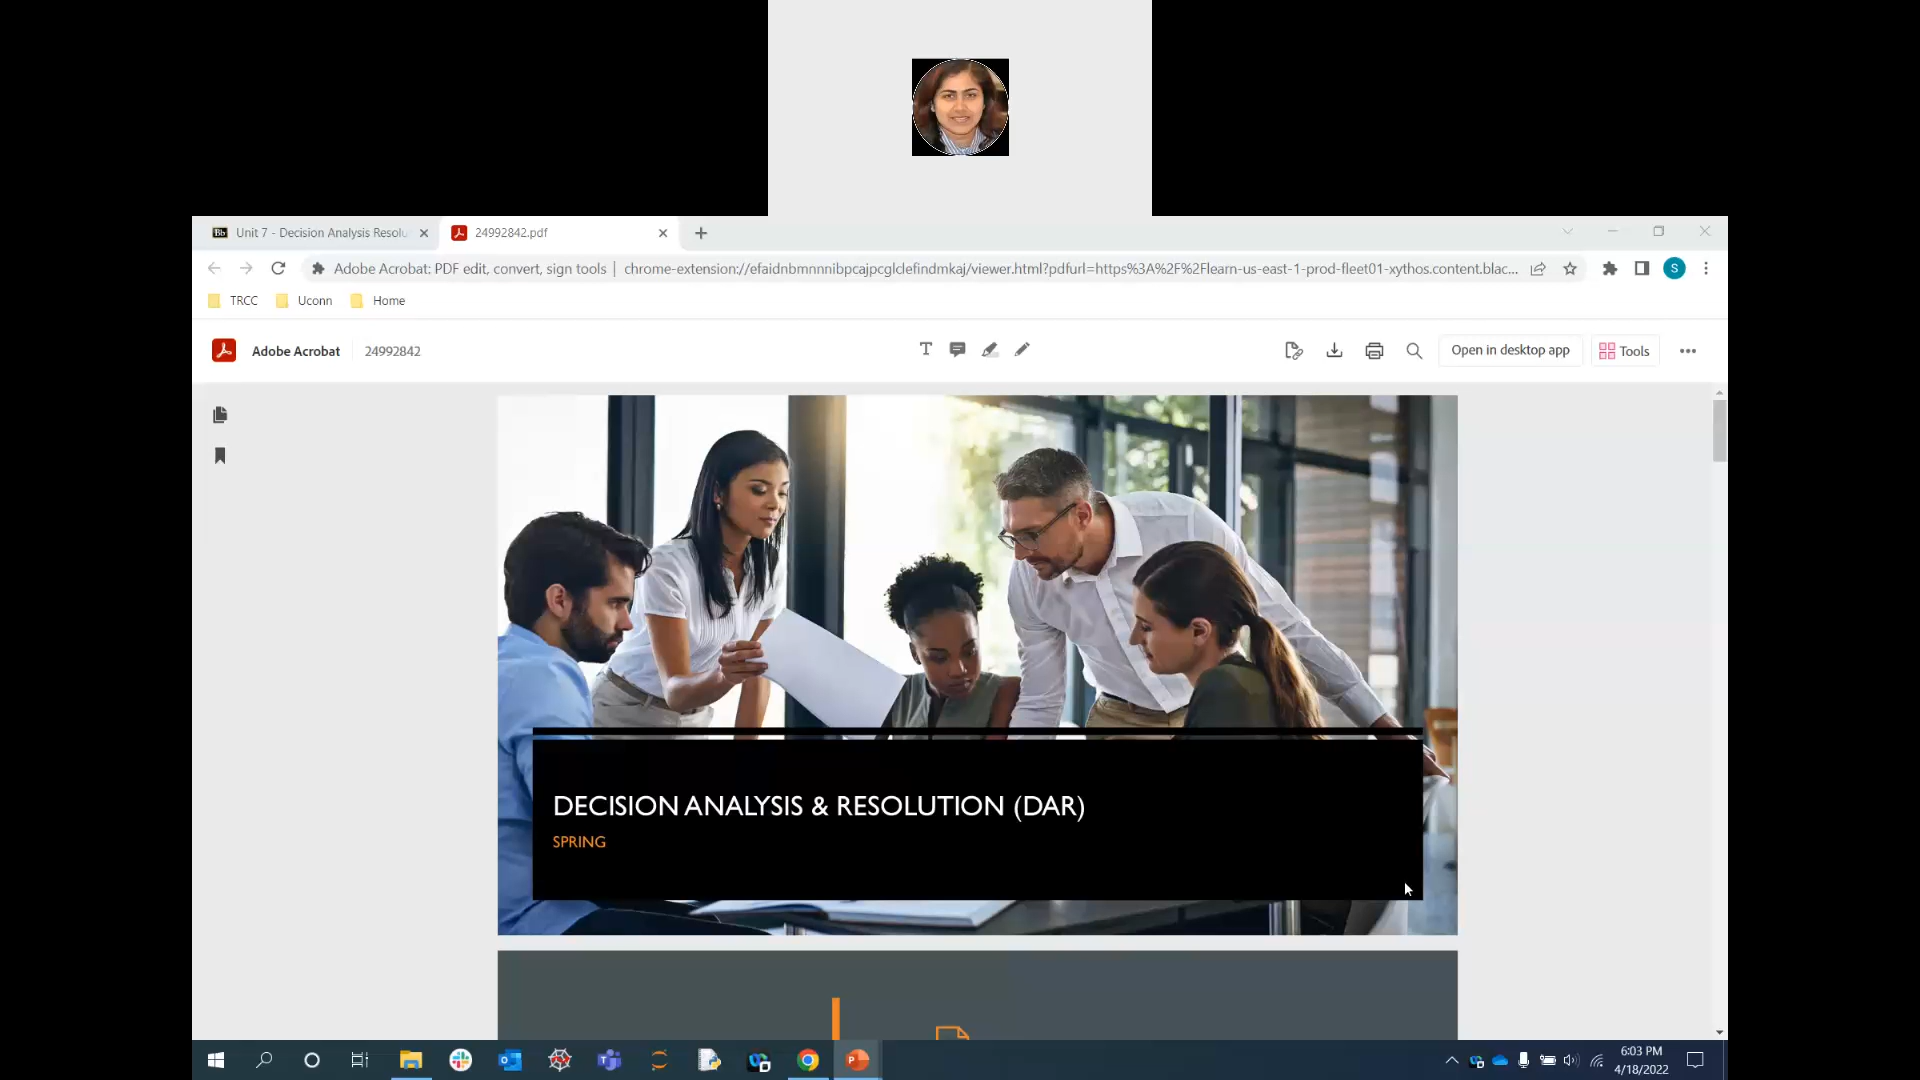 Bb Unit 7 - Decision Analysis Resolu
24992842.pdf
Adobe Acrobat: PDF edit, convert, sign tools | chrome-extension://efaidnbmnnnibpcajpcglclefindmkaj/viewer.html?pdfurl=https%3A%2F%2Flearn-us-east-1-prod-fleet01-xythos.content.blac...
S
TRCC Uconn Home
Adobe Acrobat 24992842
Open in desktop app Tools
DECISION ANALYSIS & RESOLUTION (DAR)
SPRING
6:03 PM
4/18/2022